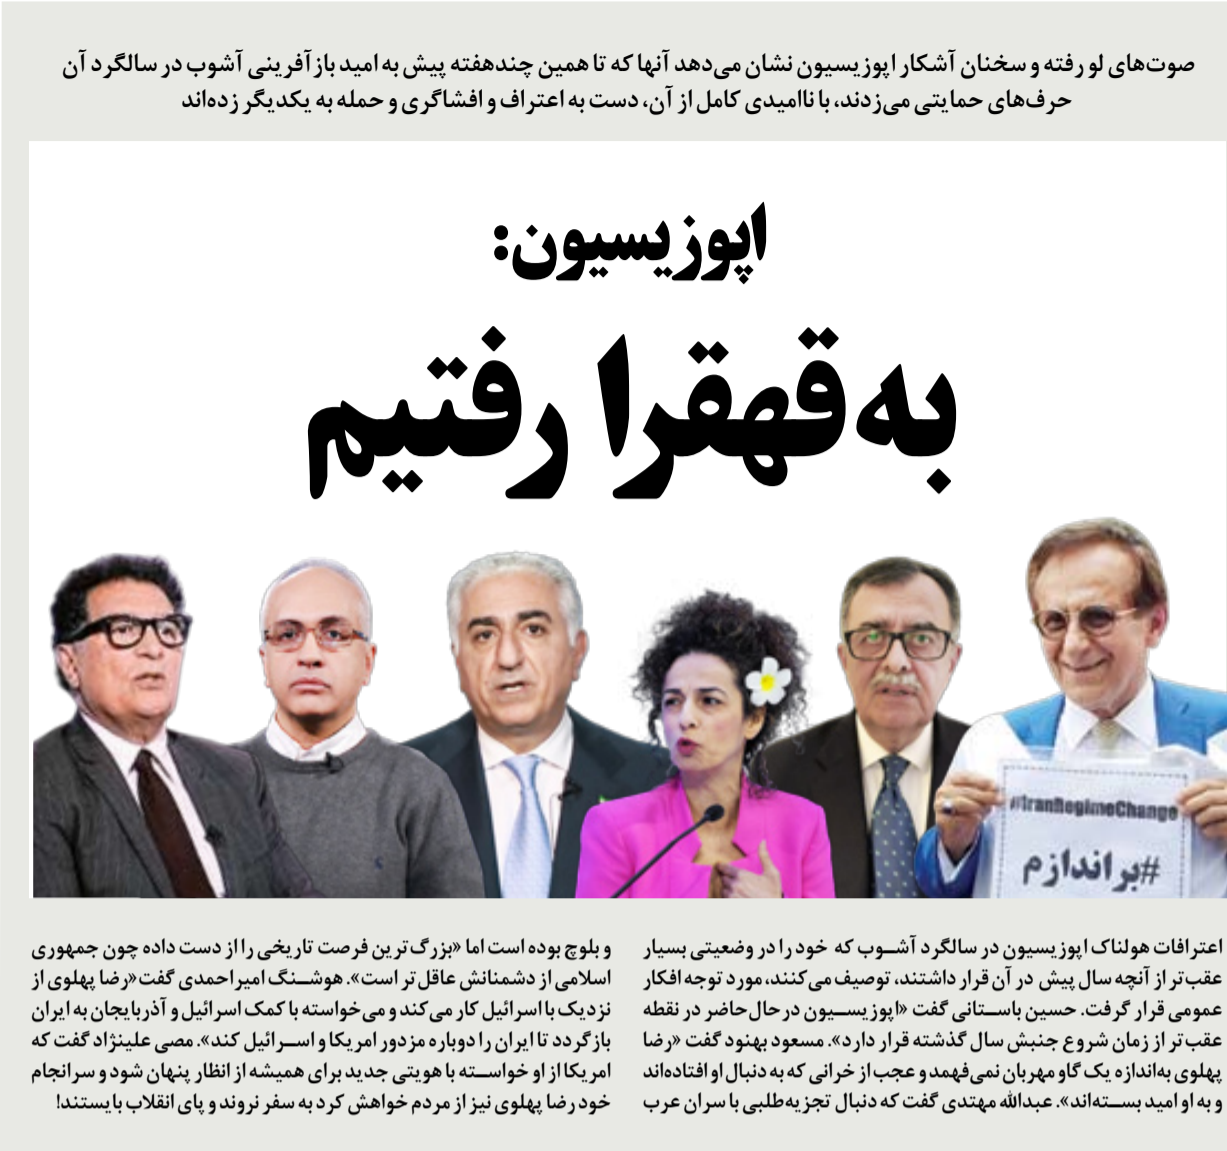 صوت‌های لو رفته و سخنان آشکار اپوزیسیون نشان می‌دهد آنها که تا همین چندهفته پیش به امید بازآفرینی آشوب در سالگرد آن
حرف‌های حمایتی می‌زدند، با ناامیدی کامل از آن، دست به اعتراف و افشاگری و حمله به یکدیگر زده‌اند
اپوزیسیون:
به‌قهقرا رفتیم
#IranRegimeChange
#براندازم
اعترافات هولناک اپوزیسیون در سالگرد آشوب که خود را در وضعیتی بسیار
عقب‌تر از آنچه سال پیش در آن قرار داشتند، توصیف می‌کنند، مورد توجه افکار
عمومی قرار گرفت. حسین باستانی گفت «اپوزیسیون در حال‌حاضر در نقطه
عقب‌تر از زمان شروع جنبش سال گذشته قرار دارد». مسعود بهنود گفت «رضا
پهلوی به‌اندازه یک گاو مهربان نمی‌فهمد و عجب از خرانی که به دنبال او افتاده‌اند
و به او امید بسته‌اند». عبدالله مهتدی گفت که دنبال تجزیه‌طلبی با سران عرب
و بلوچ بوده است اما «بزرگ‌ترین فرصت تاریخی را از دست داده چون جمهوری
اسلامی از دشمنانش عاقل‌تر است». هوشنگ امیراحمدی گفت«رضا پهلوی از
نزدیک با اسرائیل کار می‌کند و می‌خواسته با کمک اسرائیل و آذربایجان به ایران
بازگردد تا ایران را دوباره مزدور امریکا و اسرائیل کند». مصی علینژاد گفت که
امریکا از او خواسته با هویتی جدید برای همیشه از انظار پنهان شود و سرانجام
خود رضا پهلوی نیز از مردم خواهش کرد به سفر نروند و پای انقلاب بایستند!